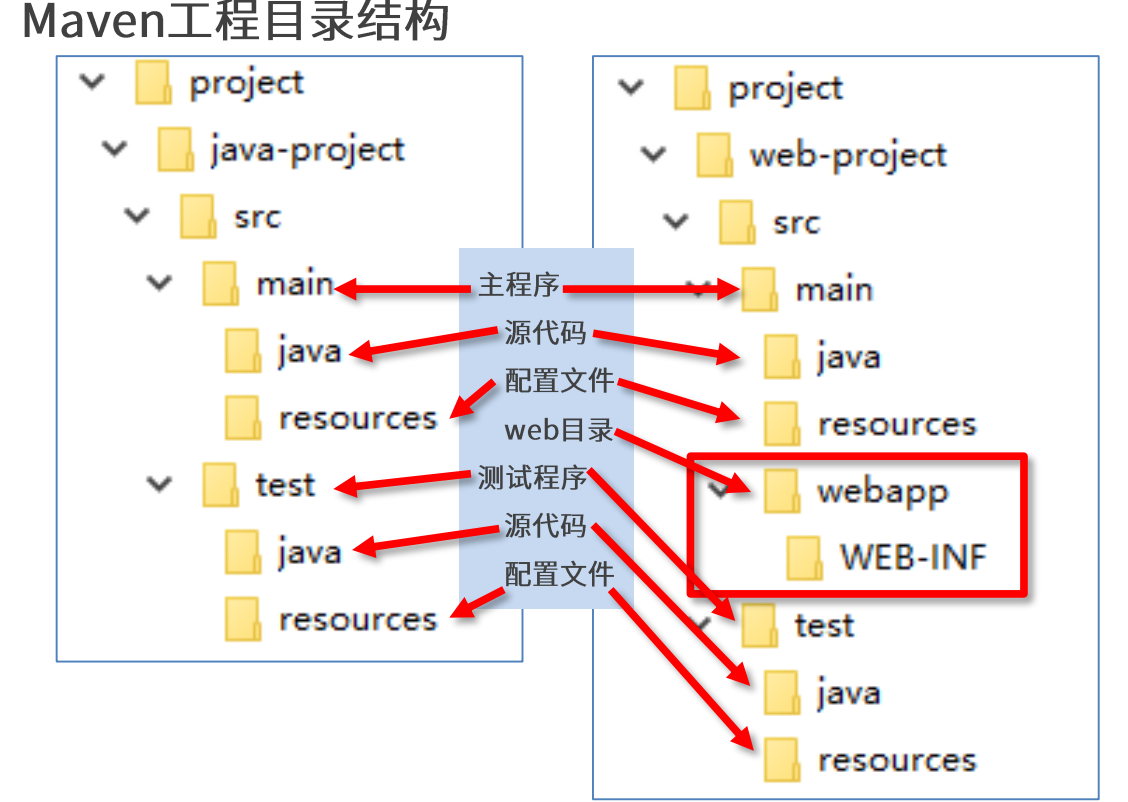 Maven工程目录结构
project
java-project
src
main
java
resources
test
java
resources
主程序
源代码
配置文件
web目录
测试程序
源代码
配置文件
project
web-project
src
main
java
resources
webapp
WEB-INF
test
java
resources